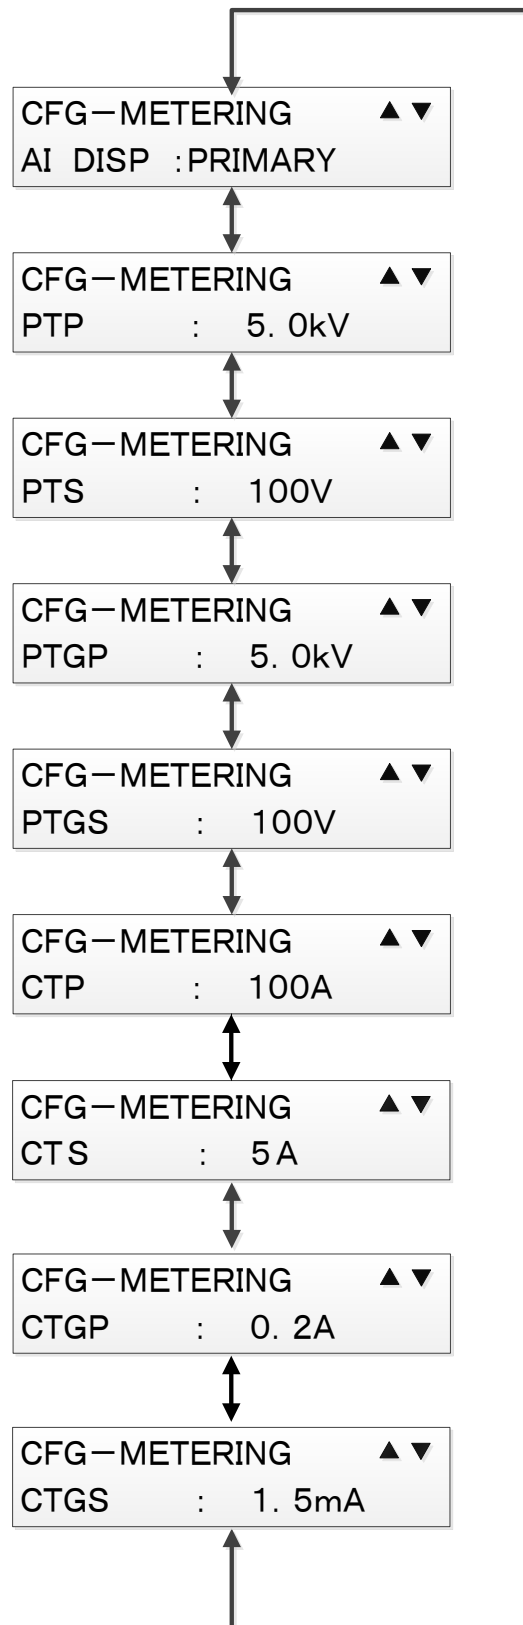 CFG－METERING ▲ ▼
AI DISP :PRIMARY
CFG－METERING ▲ ▼
PTP : 5. 0kV
CFG－METERING ▲ ▼
PTS : 100V
CFG－METERING ▲ ▼
PTGP : 5. 0kV
CFG－METERING ▲ ▼
PTGS : 100V
CFG－METERING ▲ ▼
CTP : 100A
CFG－METERING ▲ ▼
CTS : 5A
CFG－METERING ▲ ▼
CTGP : 0. 2A
CFG－METERING ▲ ▼
CTGS : 1. 5mA